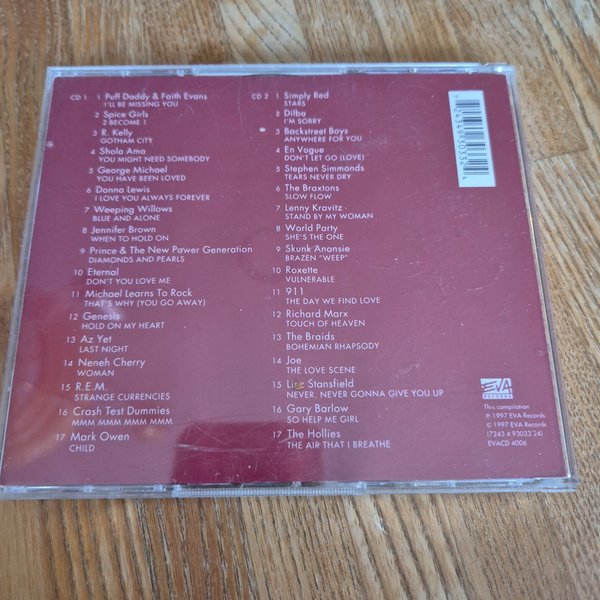 CD 1
1 Puff Daddy & Faith Evans
I'LL BE MISSING YOU
2 Spice Girls
2 BECOME 1
3 R. Kelly
GOTHAM CITY
4 Shola Ama
YOU MIGHT NEED SOMEBODY
5 George Michael
YOU HAVE BEEN LOVED
6 Donna Lewis
I LOVE YOU ALWAYS FOREVER
7 Weeping Willows
BLUE AND ALONE
8 Jennifer Brown
WHEN TO HOLD ON
9 Prince & The New Power Generation
DIAMONDS AND PEARLS
10 Eternal
DON'T YOU LOVE ME
11 Michael Learns To Rock
THAT'S WHY (YOU GO AWAY)
12 Genesis
HOLD ON MY HEART
13 Az Yet
LAST NIGHT
14 Neneh Cherry
WOMAN
15 R.E.M.
STRANGE CURRENCIES
16 Crash Test Dummies
MMM MMM MMM MMM
17 Mark Owen
CHILD
CD 2
1 Simply Red
STARS
2 Dilba
I'M SORRY
3 Backstreet Boys
ANYWHERE FOR YOU
4 En Vogue
DON'T LET GO (LOVE)
5 Stephen Simmonds
TEARS NEVER DRY
6 The Braxtons
SLOW FLOW
7 Lenny Kravitz
STAND BY MY WOMAN
8 World Party
SHE'S THE ONE
9 Skunk Anansie
BRAZEN "WEEP"
10 Roxette
VULNERABLE
11 911
THE DAY WE FIND LOVE
12 Richard Marx
TOUCH OF HEAVEN
13 The Braids
BOHEMIAN RHAPSODY
14 Joe
THE LOVE SCENE
15 Lisa Stansfield
NEVER, NEVER GONNA GIVE YOU UP
16 Gary Barlow
SO HELP ME GIRL
17 The Hollies
THE AIR THAT I BREATHE
7 24349 30332 4
EVA
RECORDS
This compilation
℗ 1997 EVA Records
© 1997 EVA Records
(7243 4 93033 24)
EVACD 4006